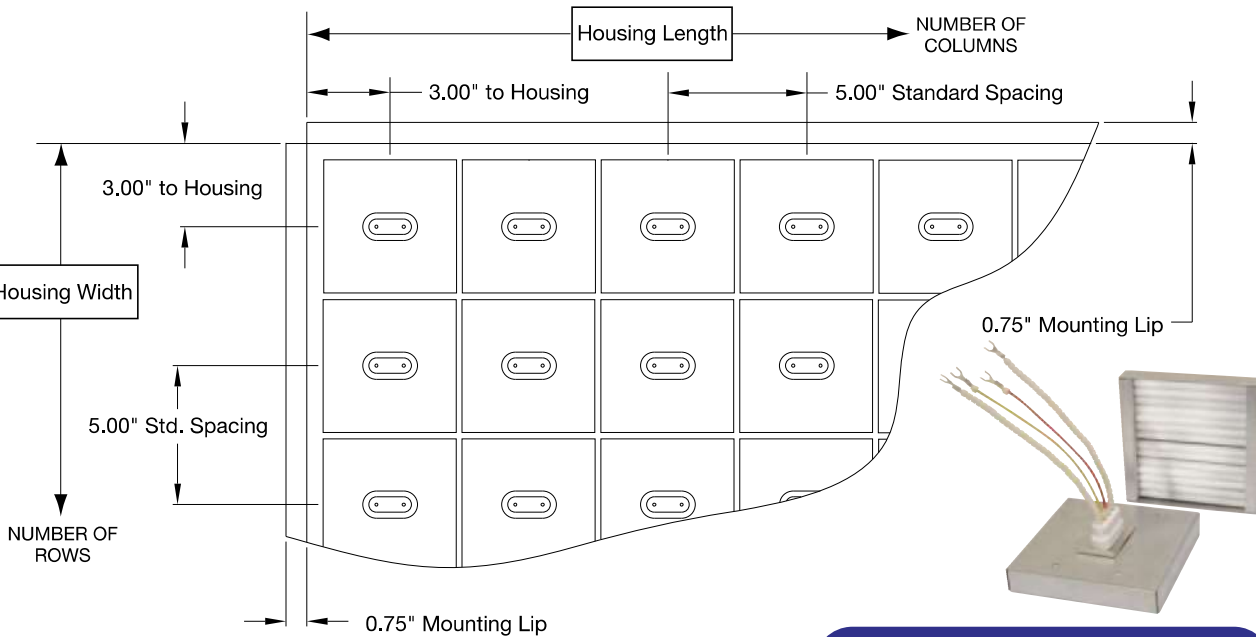 Housing Length
NUMBER OF
COLUMNS
3.00" to Housing
5.00" Standard Spacing
3.00" to Housing
Housing Width
0.75" Mounting Lip
5.00" Std. Spacing
NUMBER OF
ROWS
0.75" Mounting Lip